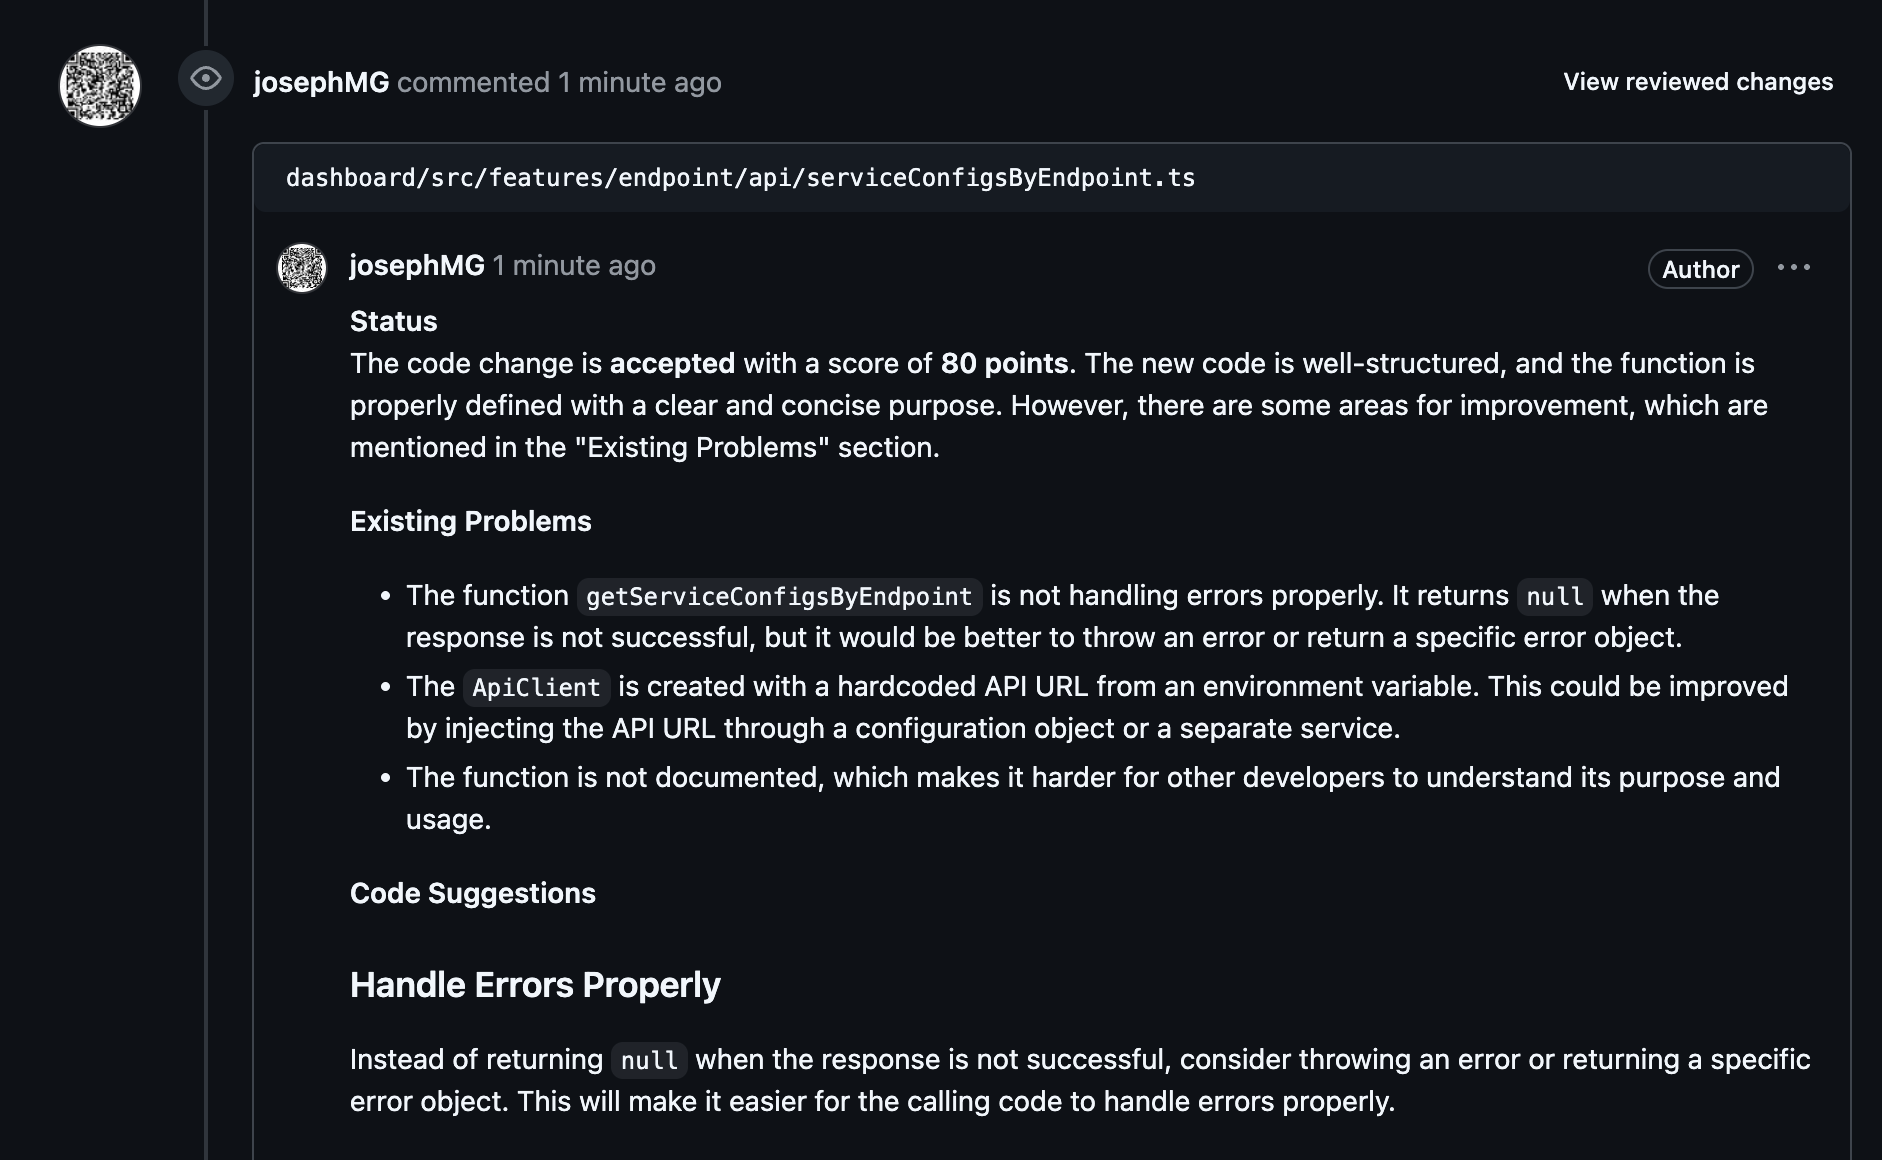 josephMG commented 1 minute ago
View reviewed changes
dashboard/src/features/endpoint/api/serviceConfigsByEndpoint.ts
josephMG 1 minute ago
Author
Status
The code change is accepted with a score of 80 points. The new code is well-structured, and the function is
properly defined with a clear and concise purpose. However, there are some areas for improvement, which are
mentioned in the "Existing Problems" section.
Existing Problems
• The function getServiceConfigsByEndpoint is not handling errors properly. It returns null when the
response is not successful, but it would be better to throw an error or return a specific error object.
• The ApiClient is created with a hardcoded API URL from an environment variable. This could be improved
by injecting the API URL through a configuration object or a separate service.
• The function is not documented, which makes it harder for other developers to understand its purpose and
usage.
Code Suggestions
Handle Errors Properly
Instead of returning null when the response is not successful, consider throwing an error or returning a specific
error object. This will make it easier for the calling code to handle errors properly.